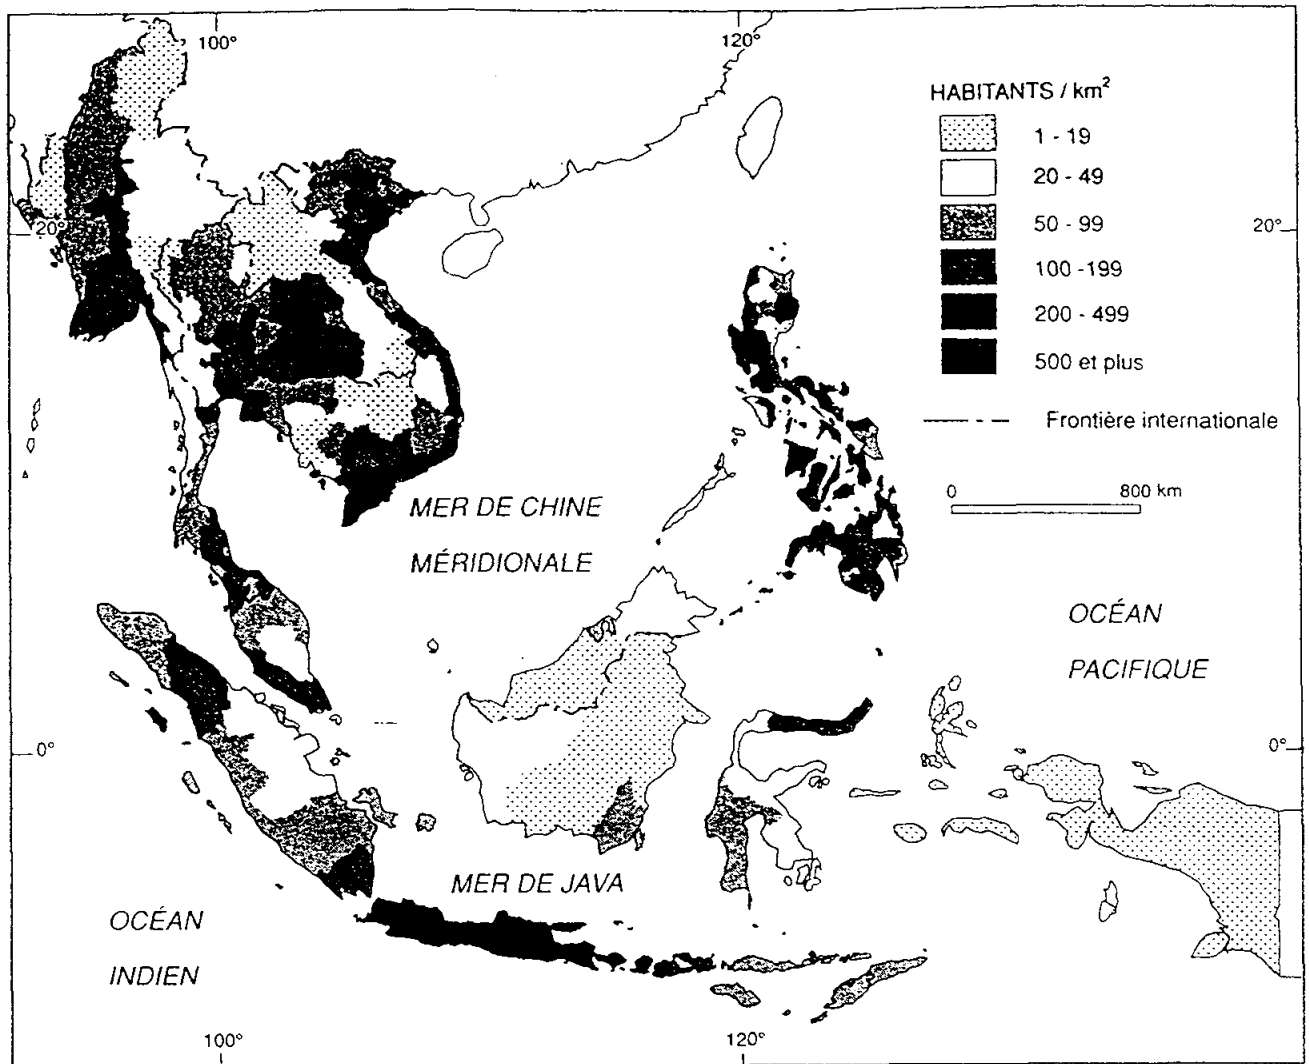 100°
120°
HABITANTS / km²
1 - 19
20 - 49
20°
50 - 99
20°
100 -199
200 - 499
500 et plus
Frontière internationale
0
800 km
MER DE CHINE
MÉRIDIONALE
OCÉAN
PACIFIQUE
0°
0°
MER DE JAVA
OCÉAN
INDIEN
100°
120°